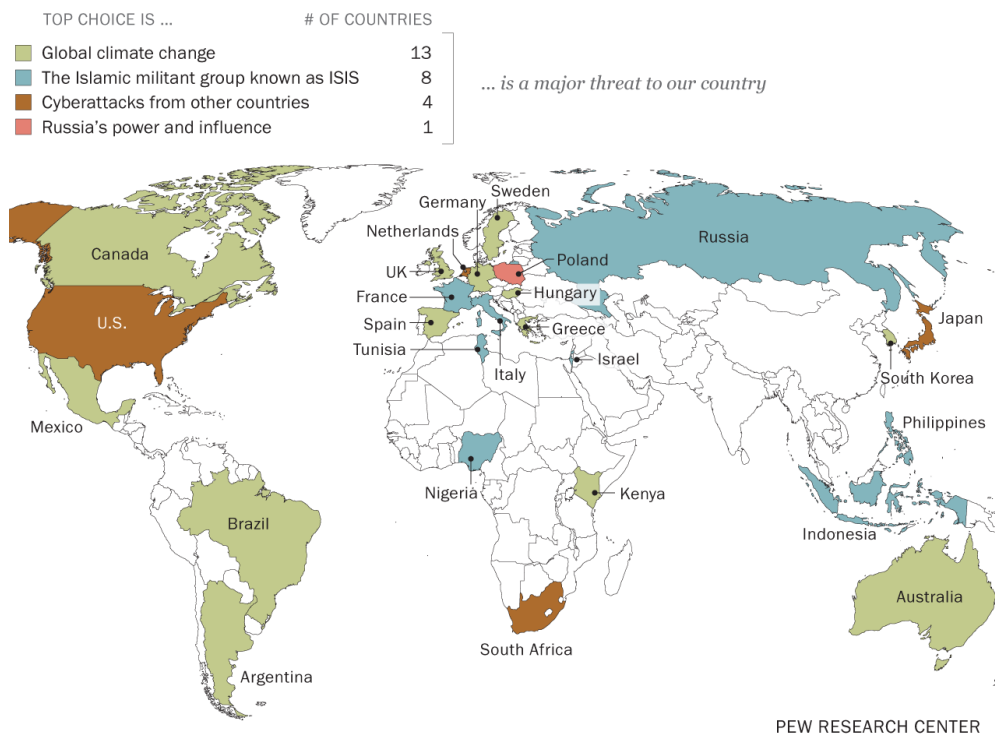 TOP CHOICE IS ... # OF COUNTRIES
Global climate change 13
The Islamic militant group known as ISIS 8
Cyberattacks from other countries 4
Russia's power and influence 1
... is a major threat to our country
Sweden
Germany
Netherlands
Canada
Russia
UK
Poland
France
Hungary
U.S.
Spain
Greece
Japan
Tunisia
Italy
Israel
South Korea
Mexico
Philippines
Nigeria
Kenya
Brazil
Indonesia
Australia
South Africa
Argentina
PEW RESEARCH CENTER